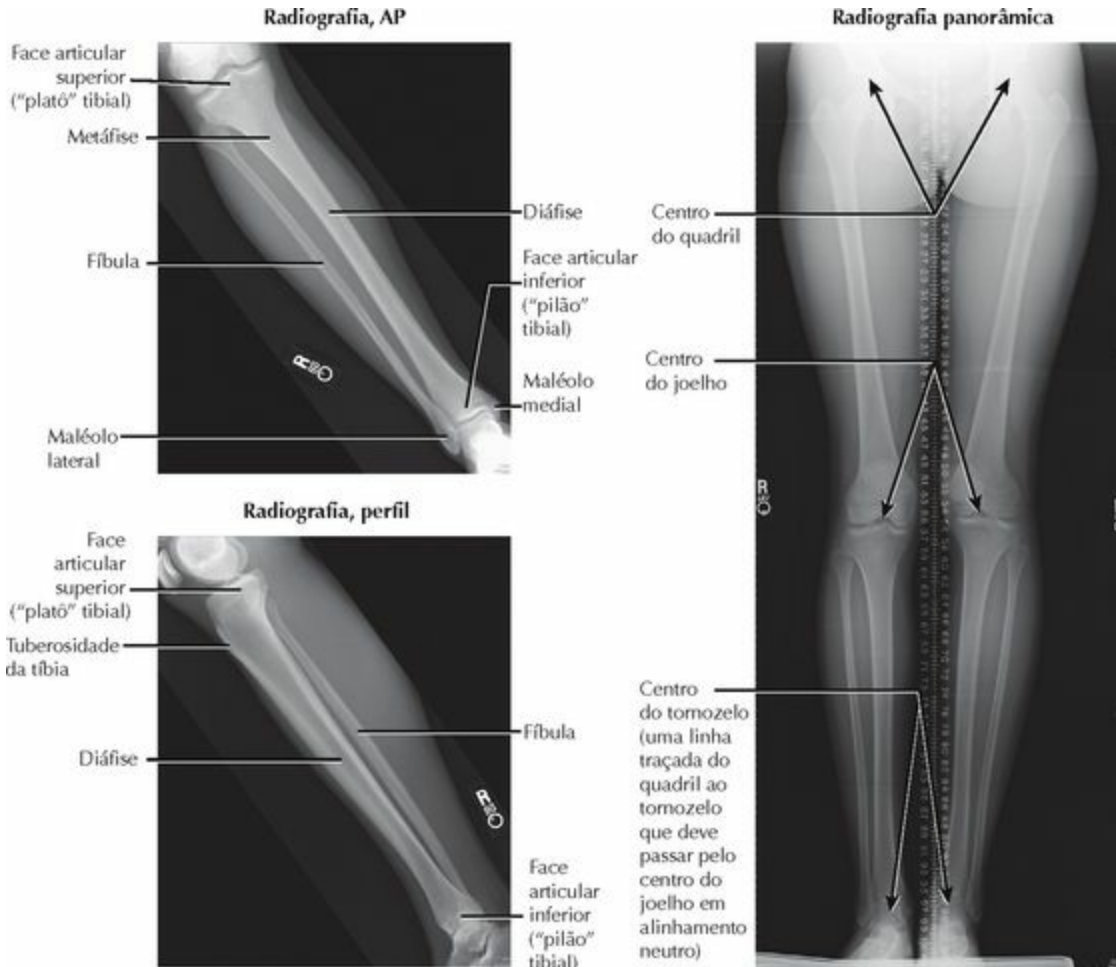 Radiografia, AP
Face articular
superior
("platô" tibial)
Metáfise
Fíbula
Maléolo
lateral
Diáfise
Face articular
inferior
("pilão"
tibial)
Maléolo
medial
R
Radiografia, perfil
Face
articular
superior
("platô" tibial)
Tuberosidade
da tíbia
Diáfise
Fíbula
R
Face
articular
inferior
("pilão"
tibial)
Radiografia panorâmica
Centro
do quadril
Centro
do joelho
R
Centro
do tornozelo
(uma linha
traçada do
quadril ao
tornozelo
que deve
passar pelo
centro do
joelho em
alinhamento
neutro)